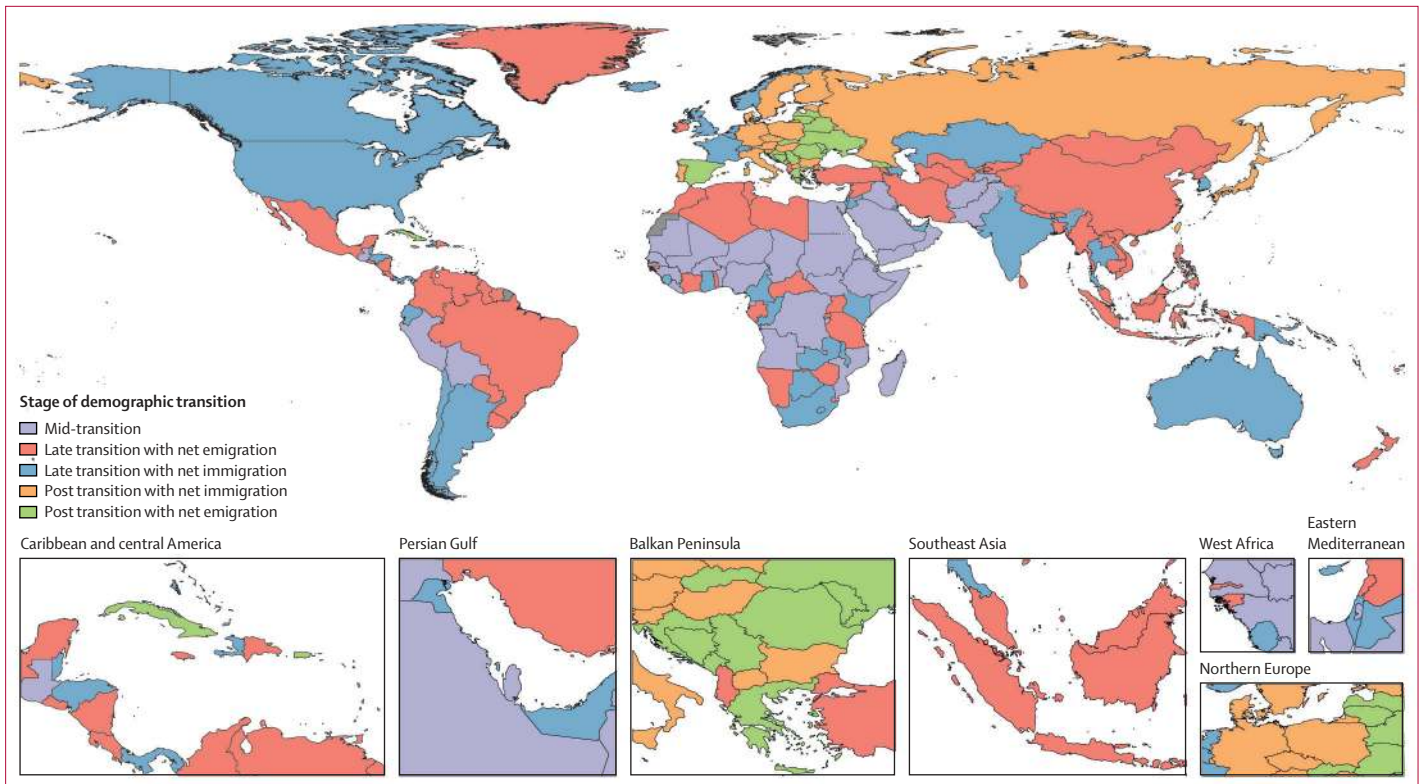 Stage of demographic transition
Mid-transition
Late transition with net emigration
Late transition with net immigration
Post transition with net immigration
Post transition with net emigration
Caribbean and central America
Persian Gulf
Balkan Peninsula
Southeast Asia
West Africa
Eastern
Mediterranean
Northern Europe